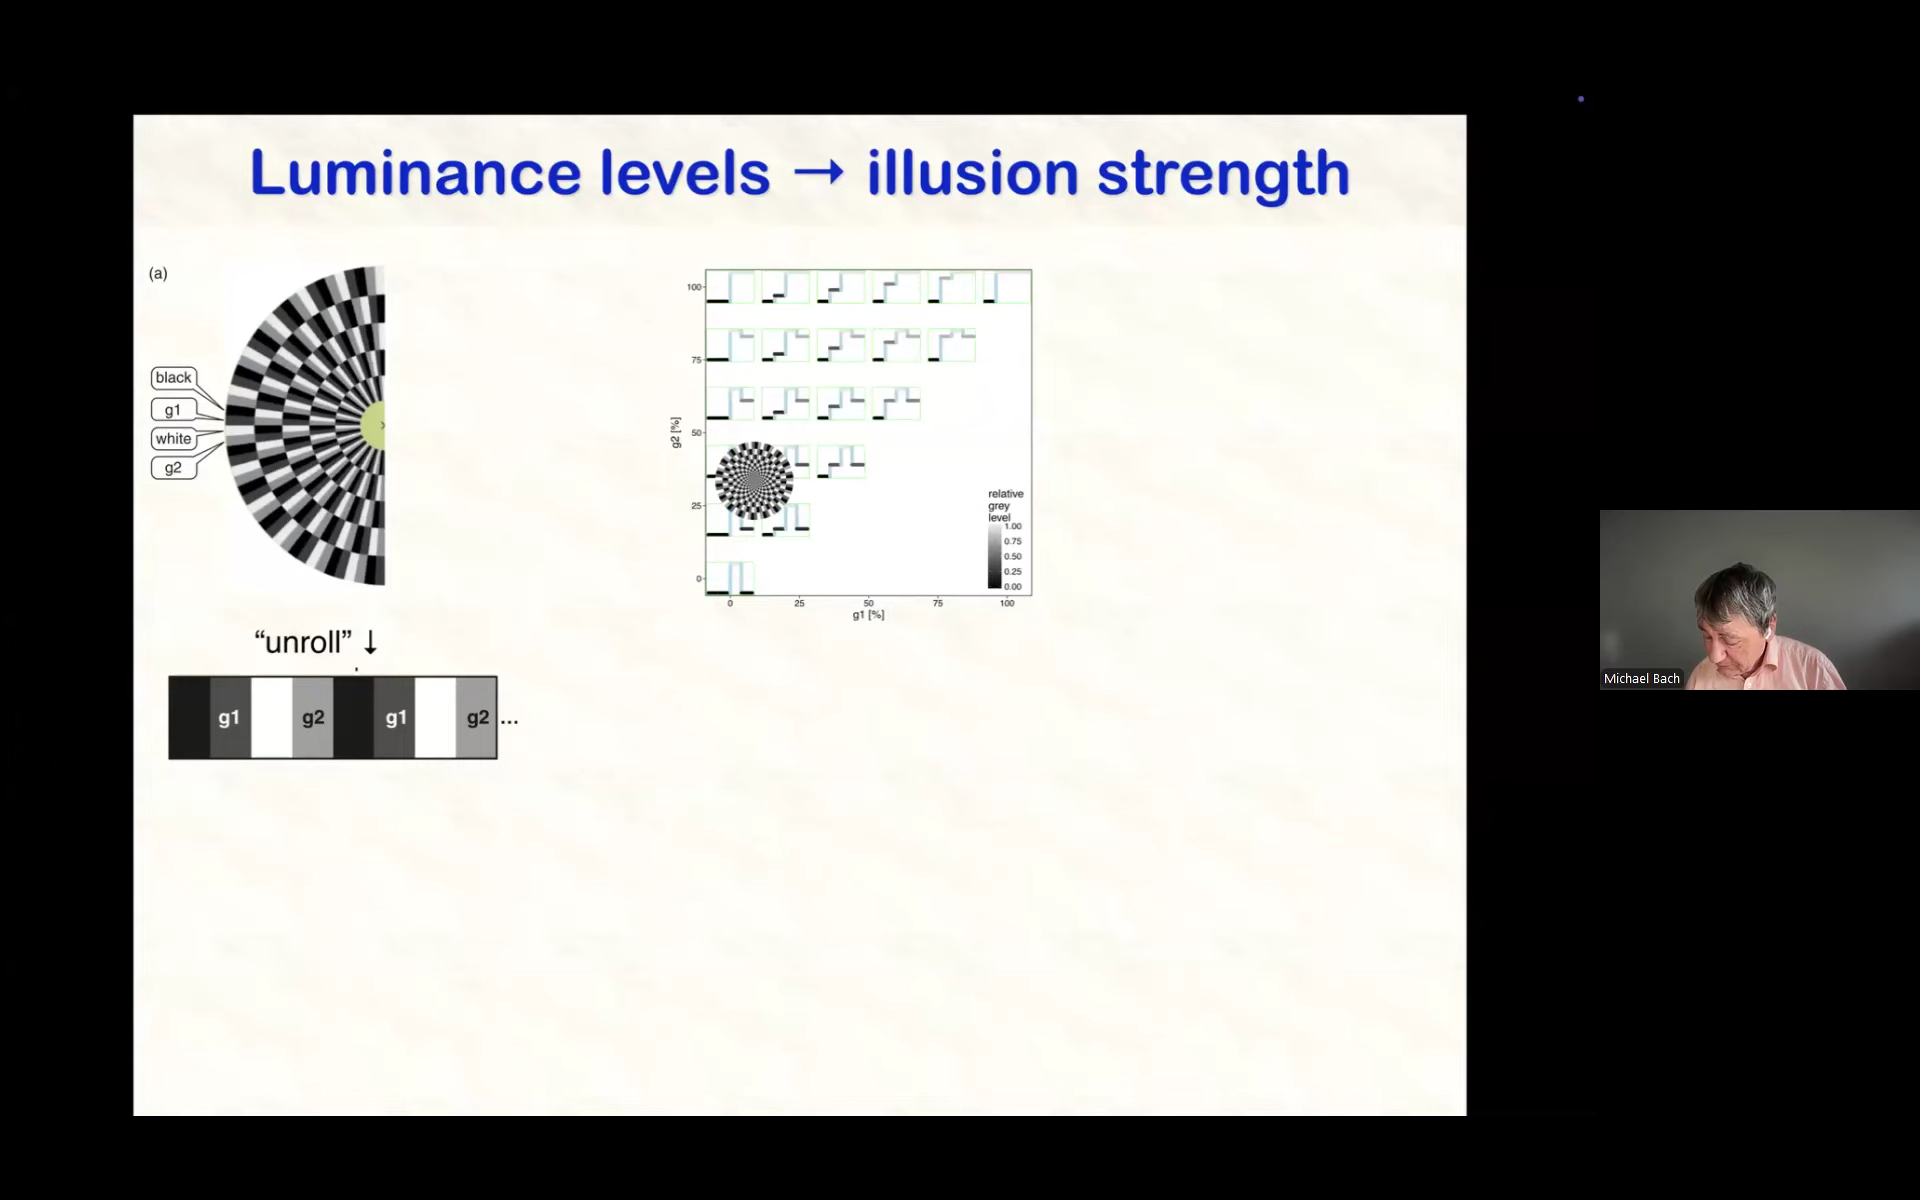 Luminance levels → illusion strength
(a)
black
g1
white
g2
"unroll" ↓
g1 g2 g1 g2 ...
100
75
50
25
0
g2 [%]
0 25 50 75 100
g1 [%]
relative
grey
level
1.00
0.75
0.50
0.25
0.00
Michael Bach